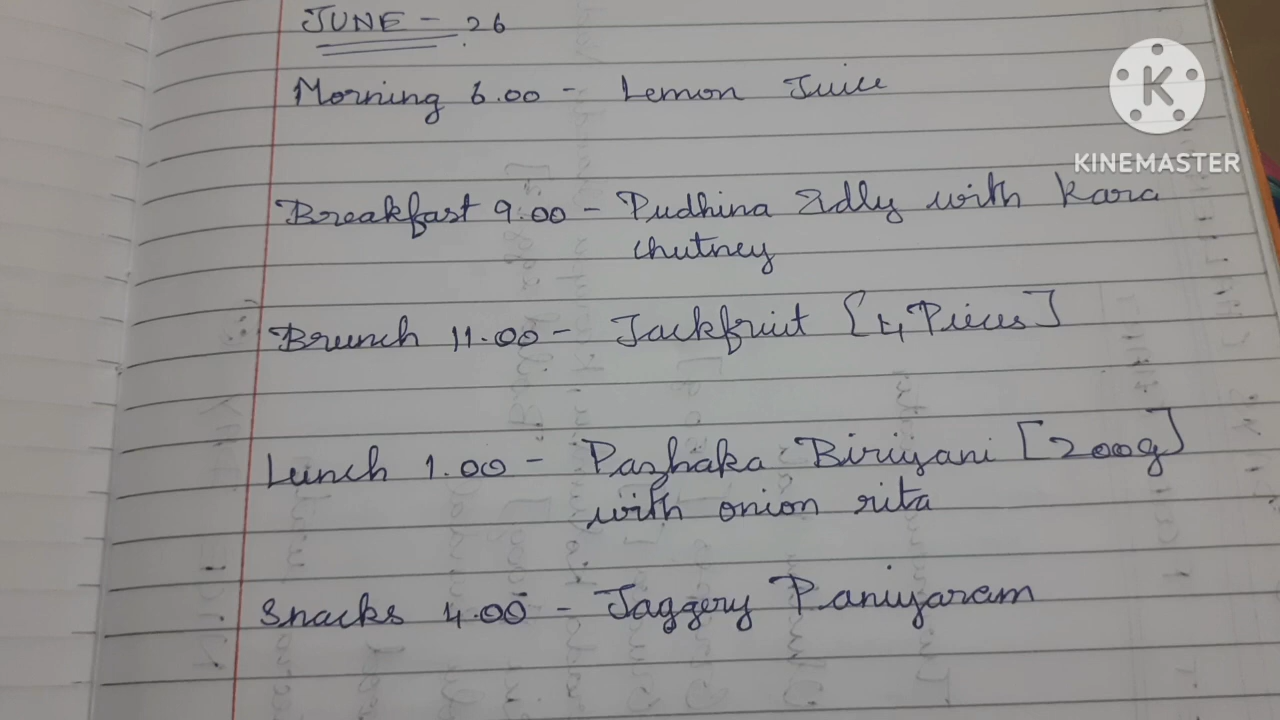 JUNE - 26
Morning 6.00 - Lemon Juice
K
KINEMASTER
Breakfast 9.00 - Pudhina Idly with kara
chutney
Brunch 11.00 - Jackfruit [4 Pieces]
Lunch 1.00 - Pazhaka Biriyani [200g]
with onion rita
Snacks 4.00 - Jaggery Paniyaram